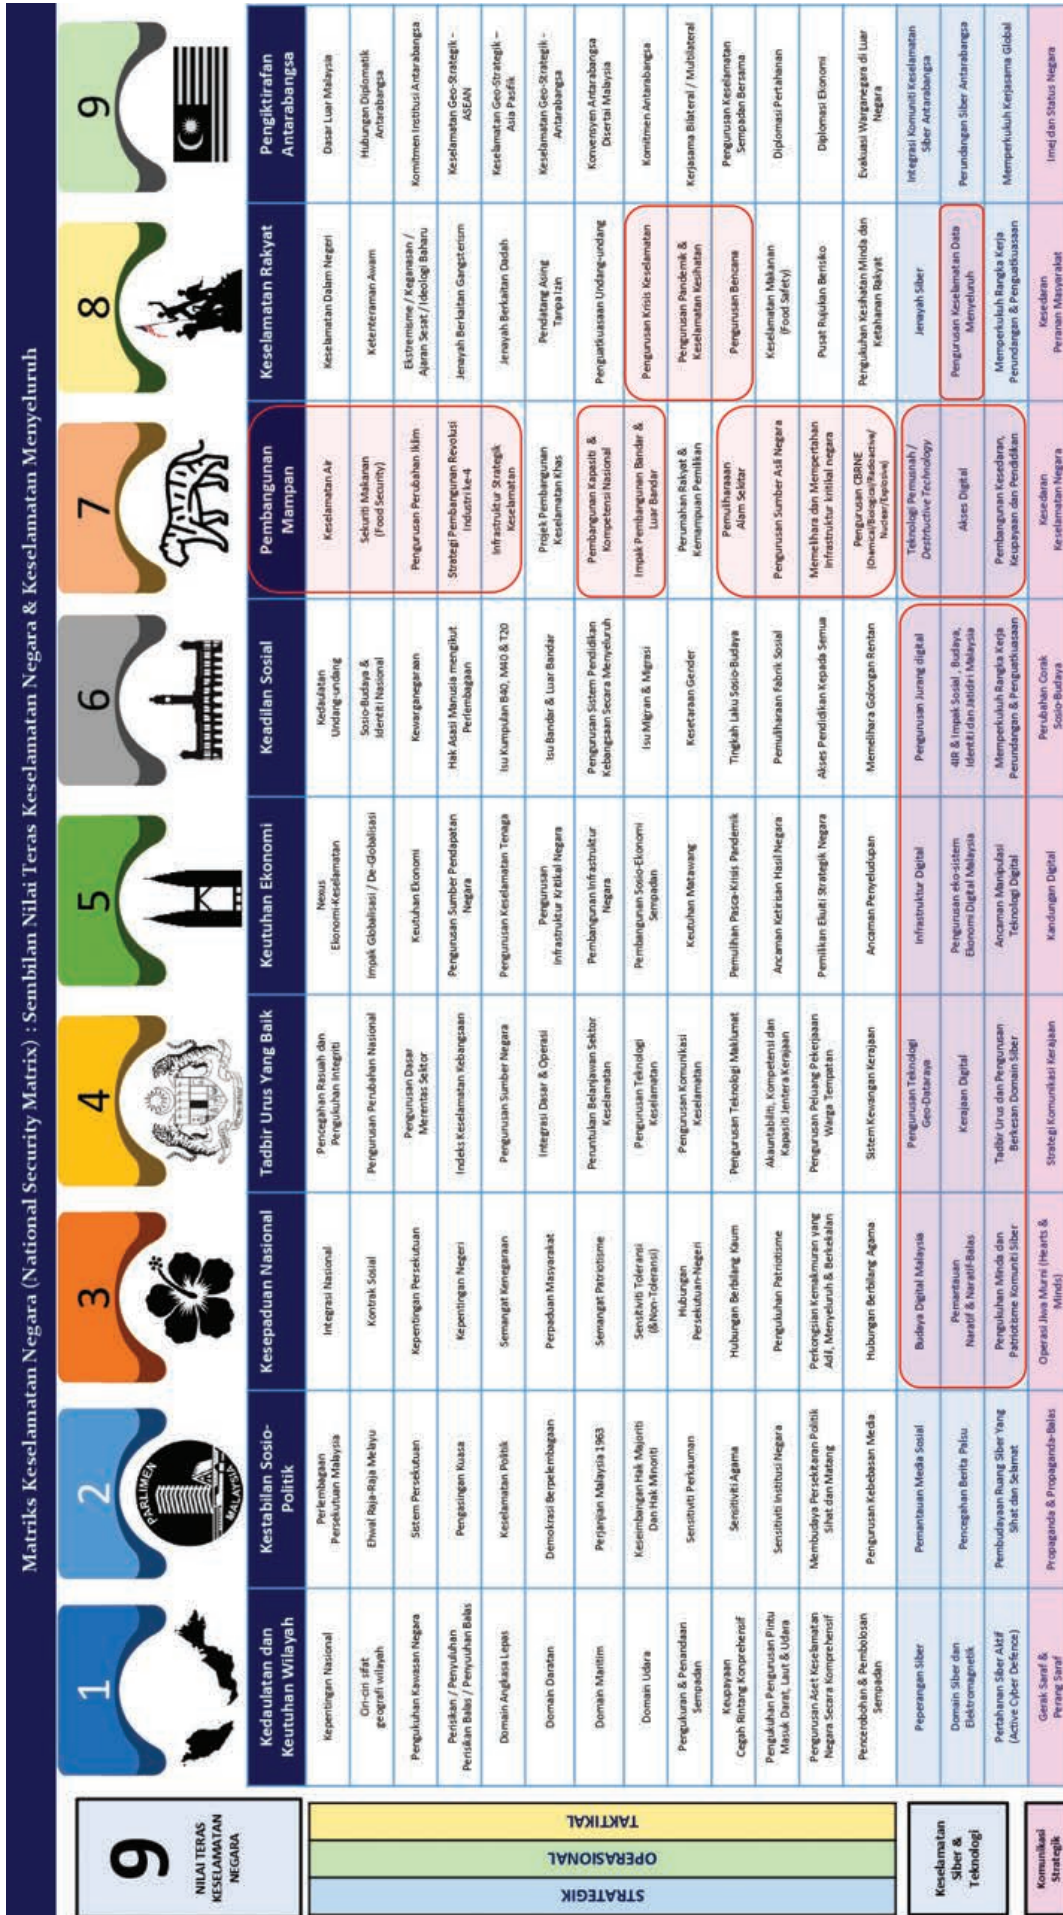 Matriks Keselamatan Negara (National Security Matrix) : Sembilan Nilai Teras Keselamatan Negara & Keselamatan Menyeluruh
9
NILAI TERAS
KESELAMATAN
NEGARA
STRATEGIK
OPERASIONAL
TAKTIKAL
Keselamatan
Siber &
Teknologi
Komunikasi
Strategik
1
Kedaulatan dan
Keutuhan Wilayah
Kepentingan Nasional
Ciri-ciri sifat
geografi wilayah
Pengukuhan Kawasan Negara
Perisikan / Penyuluhan
Perisikan Balas / Penyuluhan Balas
Domain Angkasa Lepas
Domain Daratan
Domain Maritim
Domain Udara
Pengukuran & Penandaan
Sempadan
Keupayaan
Cegah Rintang Konprehensif
Pengukuhan Pengurusan Pintu
Masuk Darat, Laut & Udara
Pengurusan Aset Keselamatan
Negara Secara Komprehensif
Pencerobohan & Pembolosan
Sempadan
Peperangan Siber
Domain Siber dan
Elektromagnetik
Pertahanan Siber Aktif
(Active Cyber Defence)
Gerak Saraf &
Perang Saraf
2
PARLIMEN
MALAYSIA
Kestabilan Sosio-
Politik
Perlembagaan
Persekutuan Malaysia
Ehwal Raja-Raja Melayu
Sistem Persekutuan
Pengasingan Kuasa
Keselamatan Politik
Demokrasi Berpelembagaan
Perjanjian Malaysia 1963
Keseimbangan Hak Majoriti
Dan Hak Minoriti
Sensitiviti Perkauman
Sensitiviti Agama
Sensitiviti Institusi Negara
Membudaya Persekitaran Politik
Sihat dan Matang
Pengurusan Kebebasan Media
Pemantauan Media Sosial
Pencegahan Berita Palsu
Pembudayaan Ruang Siber Yang
Sihat dan Selamat
Propaganda & Propaganda-Balas
3
Kesepaduan Nasional
Integrasi Nasional
Kontrak Sosial
Kepentingan Persekutuan
Kepentingan Negeri
Semangat Kenegaraan
Perpaduan Masyarakat
Semangat Patriotisme
Sensitiviti Toleransi
(&Non-Toleransi)
Hubungan
Persekutuan-Negeri
Hubungan Berbilang Kaum
Pengukuhan Patriotisme
Perkongsian Kemakmuran yang
Adil, Menyeluruh & Berkekalan
Hubungan Berbilang Agama
Budaya Digital Malaysia
Pemantauan
Naratif & Naratif-Balas
Pengukuhan Minda dan
Patriotisme Komuniti Siber
Operasi Jiwa Murni (Hearts &
Minds)
4
Tadbir Urus Yang Baik
Pencegahan Rasuah dan
Pengukuhan Integriti
Pengurusan Perubahan Nasional
Pengurusan Dasar
Merentas Sektor
Indeks Keselamatan Kebangsaan
Pengurusan Sumber Negara
Integrasi Dasar & Operasi
Peruntukan Belanjawan Sektor
Keselamatan
Pengurusan Teknologi
Keselamatan
Pengurusan Komunikasi
Keselamatan
Pengurusan Teknologi Maklumat
Akauntabiliti, Kompetensi dan
Kapasiti Jentera Kerajaan
Pengurusan Peluang Pekerjaaan
Warga Tempatan
Sistem Kewangan Kerajaan
Pengurusan Teknologi
Geo-Dataraya
Kerajaan Digital
Tadbir Urus dan Pengurusan
Berkesan Domain Siber
Strategi Komunikasi Kerajaan
5
Keutuhan Ekonomi
Nexus
Ekonomi-Keselamatan
Impak Globalisasi / De-Globalisasi
Keutuhan Ekonomi
Pengurusan Sumber Pendapatan
Negara
Pengurusan Keselamatan Tenaga
Pengurusan
Infrastruktur Kritikal Negara
Pembangunan Infrastruktur
Negara
Pembangunan Sosio-Ekonomi
Sempadan
Keutuhan Matawang
Pemulihan Pasca-Krisis Pandemik
Ancaman Ketirisan Hasil Negara
Pemilikan Ekuiti Strategik Negara
Ancaman Penyeludupan
Infrastruktur Digital
Pengurusan eko-sistem
Ekonomi Digital Malaysia
Ancaman Manipulasi
Teknologi Digital
Kandungan Digital
6
Keadilan Sosial
Kedaulatan
Undang-undang
Sosio-Budaya &
Identiti Nasional
Kewarganegaraan
Hak Asasi Manusia mengikut
Perlembagaan
Isu Kumpulan B40, M40 & T20
Isu Bandar & Luar Bandar
Pengurusan Sistem Pendidikan
Kebangsaan Secara Menyeluruh
Isu Migran & Migrasi
Kesetaraan Gender
Tingkah Laku Sosio-Budaya
Pemuliharaan Fabrik Sosial
Akses Pendidikan Kepada Semua
Memelihara Golongan Rentan
Pengurusan Jurang digital
4IR & Impak Sosial , Budaya,
Identiti dan Jatidiri Malaysia
Memperkukuh Rangka Kerja
Perundangan & Penguatkuasaan
Perubahan Corak
Sosio-Budaya
7
Pembangunan
Mampan
Keselamatan Air
Sekuriti Makanan
(Food Security)
Pengurusan Perubahan Iklim
Strategi Pembangunan Revolusi
Industri ke-4
Infrastruktur Strategik
Keselamatan
Projek Pembangunan
Keselamatan Khas
Pembangunan Kapasiti &
Kompetensi Nasional
Impak Pembangunan Bandar &
Luar Bandar
Perumahan Rakyat &
Kemampuan Pemilikan
Pemuliharaaan
Alam Sekitar
Pengurusan Sumber Asli Negara
Memelihara dan Mempertahan
Infrastruktur kritikal negara
Pengurusan CBRNE
(Chemical/Biological/Radioactive/
Nuclear/Explosive)
Teknologi Pemusnah /
Destrtuctive Technology
Akses Digital
Pembangunan Kesedaran,
Keupayaan dan Pendidikan
Kesedaran
Keselamatan Negara
8
Keselamatan Rakyat
Keselamatan Dalam Negeri
Ketenteraman Awam
Ekstremisme / Keganasan /
Ajaran Sesat / Ideologi Baharu
Jenayah Berkaitan Gangsterism
Jenayah Berkaitan Dadah
Pendatang Asing
Tanpa Izin
Penguatkuasaan Undang-undang
Pengurusan Krisis Keselamatan
Pengurusan Pandemik &
Keselamatan Kesihatan
Pengurusan Bencana
Keselamatan Makanan
(Food Safety)
Pusat Rujukan Berisiko
Pengukuhan Kesihatan Minda dan
Ketahanan Rakyat
Jenayah Siber
Pengurusan Keselamatan Data
Menyeluruh
Memperkukuh Rangka Kerja
Perundangan & Penguatkuasaan
Kesedaran
Peranan Masyarakat
9
Pengiktirafan
Antarabangsa
Dasar Luar Malaysia
Hubungan Diplomatik
Antarabangsa
Komitmen Institusi Antarabangsa
Keselamatan Geo-Strategik –
ASEAN
Keselamatan Geo-Strategik –
Asia Pasifik
Keselamatan Geo-Strategik -
Antarabangsa
Konvensyen Antarabangsa
Disertai Malaysia
Komitmen Antarabangsa
Kerjasama Bilateral / Multilateral
Pengurusan Keselamatan
Sempadan Bersama
Diplomasi Pertahanan
Diplomasi Ekonomi
Evakuasi Warganegara di Luar
Negara
Integrasi Komuniti Keselamatan
Siber Antarabangsa
Perundangan Siber Antarabangsa
Memperkukuh Kerjasama Global
Imej dan Status Negara